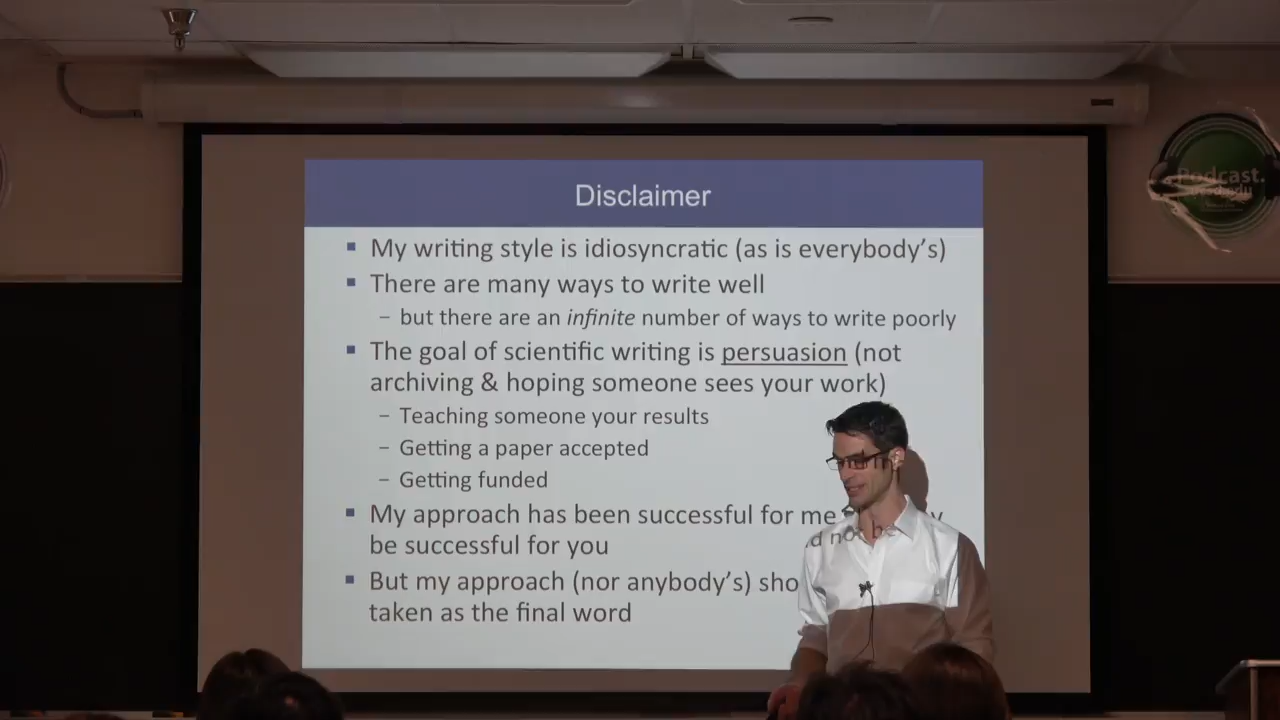 Disclaimer
▪ My writing style is idiosyncratic (as is everybody's)
▪ There are many ways to write well
– but there are an infinite number of ways to write poorly
▪ The goal of scientific writing is persuasion (not
archiving & hoping someone sees your work)
– Teaching someone your results
– Getting a paper accepted
– Getting funded
▪ My approach has been successful for me
be successful for you
▪ But my approach (nor anybody's)
taken as the final word
Podcast.